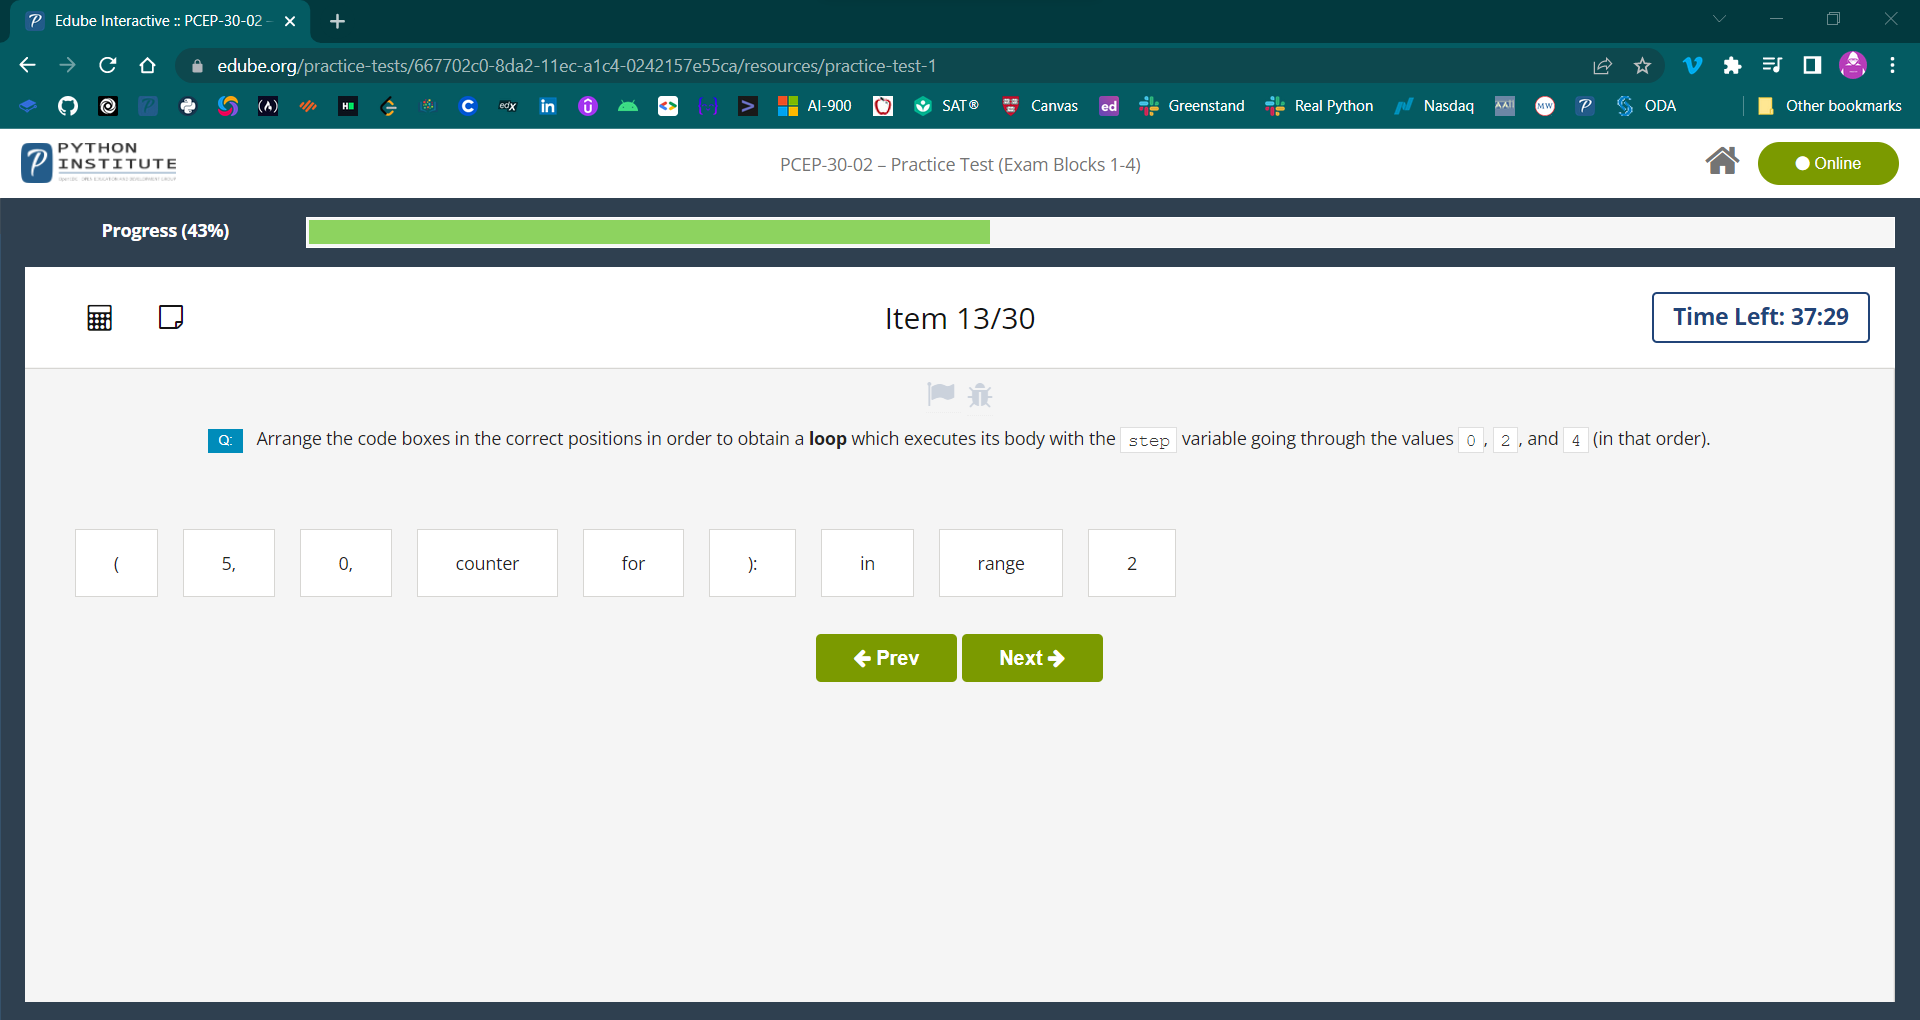 Edube Interactive :: PCEP-30-02 -
edube.org/practice-tests/667702c0-8da2-11ec-a1c4-0242157e55ca/resources/practice-test-1
AI-900
SAT®
Canvas
ed
Greenstand
Real Python
Nasdaq
ODA
Other bookmarks
PYTHON
INSTITUTE
PCEP-30-02 – Practice Test (Exam Blocks 1-4)
Online
Progress (43%)
Item 13/30
Time Left: 37:29
Q: Arrange the code boxes in the correct positions in order to obtain a loop which executes its body with the step variable going through the values 0, 2, and 4 (in that order).
( 5, 0, counter for ): in range 2
Prev Next